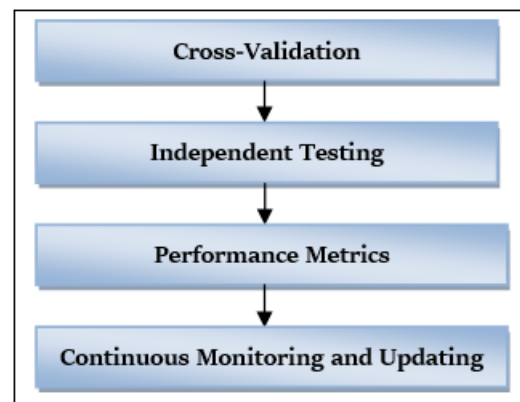 Cross-Validation
Independent Testing
Performance Metrics
Continuous Monitoring and Updating